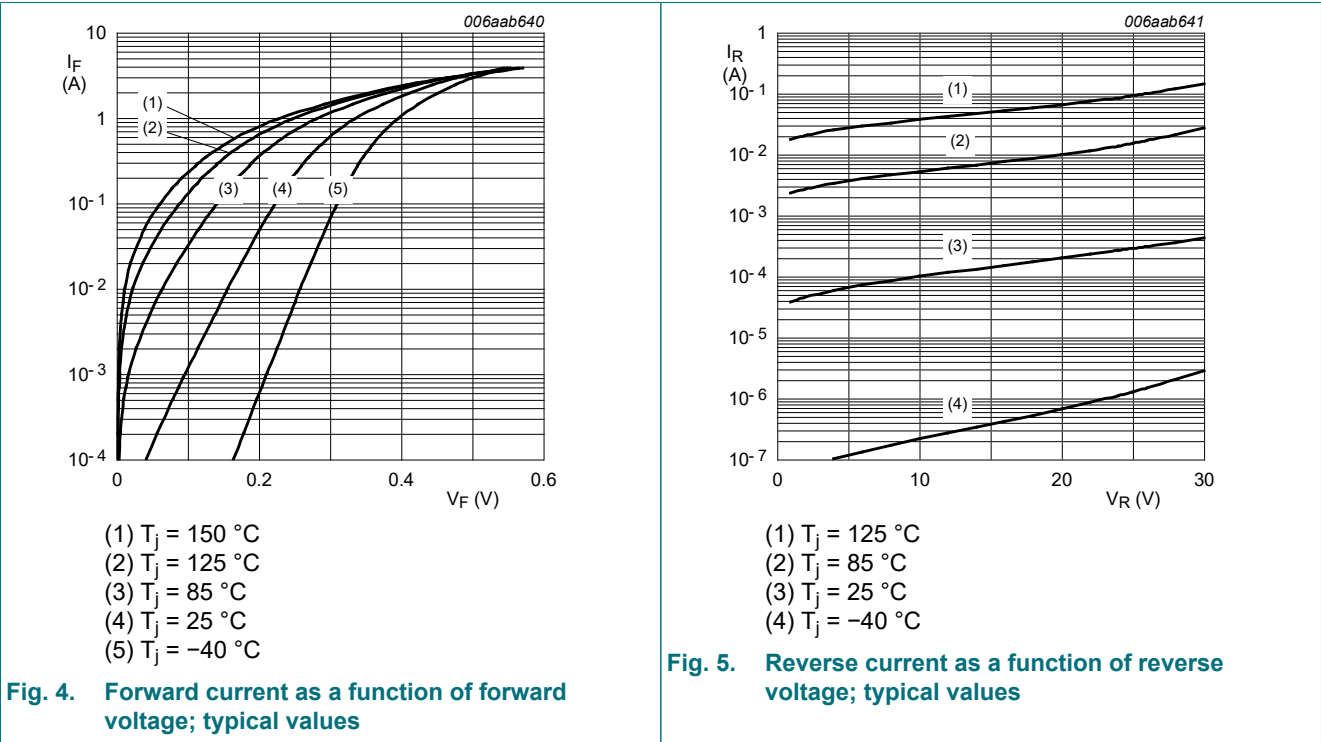 006aab640
10
I_F
(A)
1
10⁻¹
10⁻²
10⁻³
10⁻⁴
(1)
(2)
(3) (4) (5)
0 0.2 0.4 0.6
V_F (V)
(1) T_j = 150 °C
(2) T_j = 125 °C
(3) T_j = 85 °C
(4) T_j = 25 °C
(5) T_j = −40 °C
Fig. 4. Forward current as a function of forward
voltage; typical values
006aab641
1
I_R
(A)
10⁻¹
10⁻²
10⁻³
10⁻⁴
10⁻⁵
10⁻⁶
10⁻⁷
(1)
(2)
(3)
(4)
0 10 20 30
V_R (V)
(1) T_j = 125 °C
(2) T_j = 85 °C
(3) T_j = 25 °C
(4) T_j = −40 °C
Fig. 5. Reverse current as a function of reverse
voltage; typical values